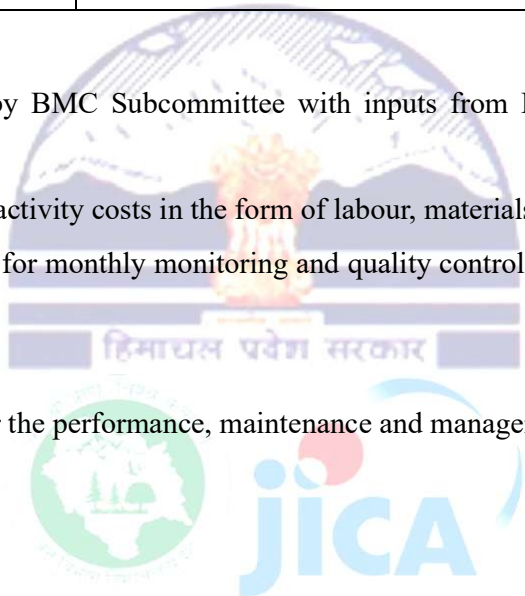 by BMC Subcommittee with inputs from
activity costs in the form of labour, materials
for monthly monitoring and quality control
हिमाचल प्रदेश सरकार
the performance, maintenance and manage
jICA